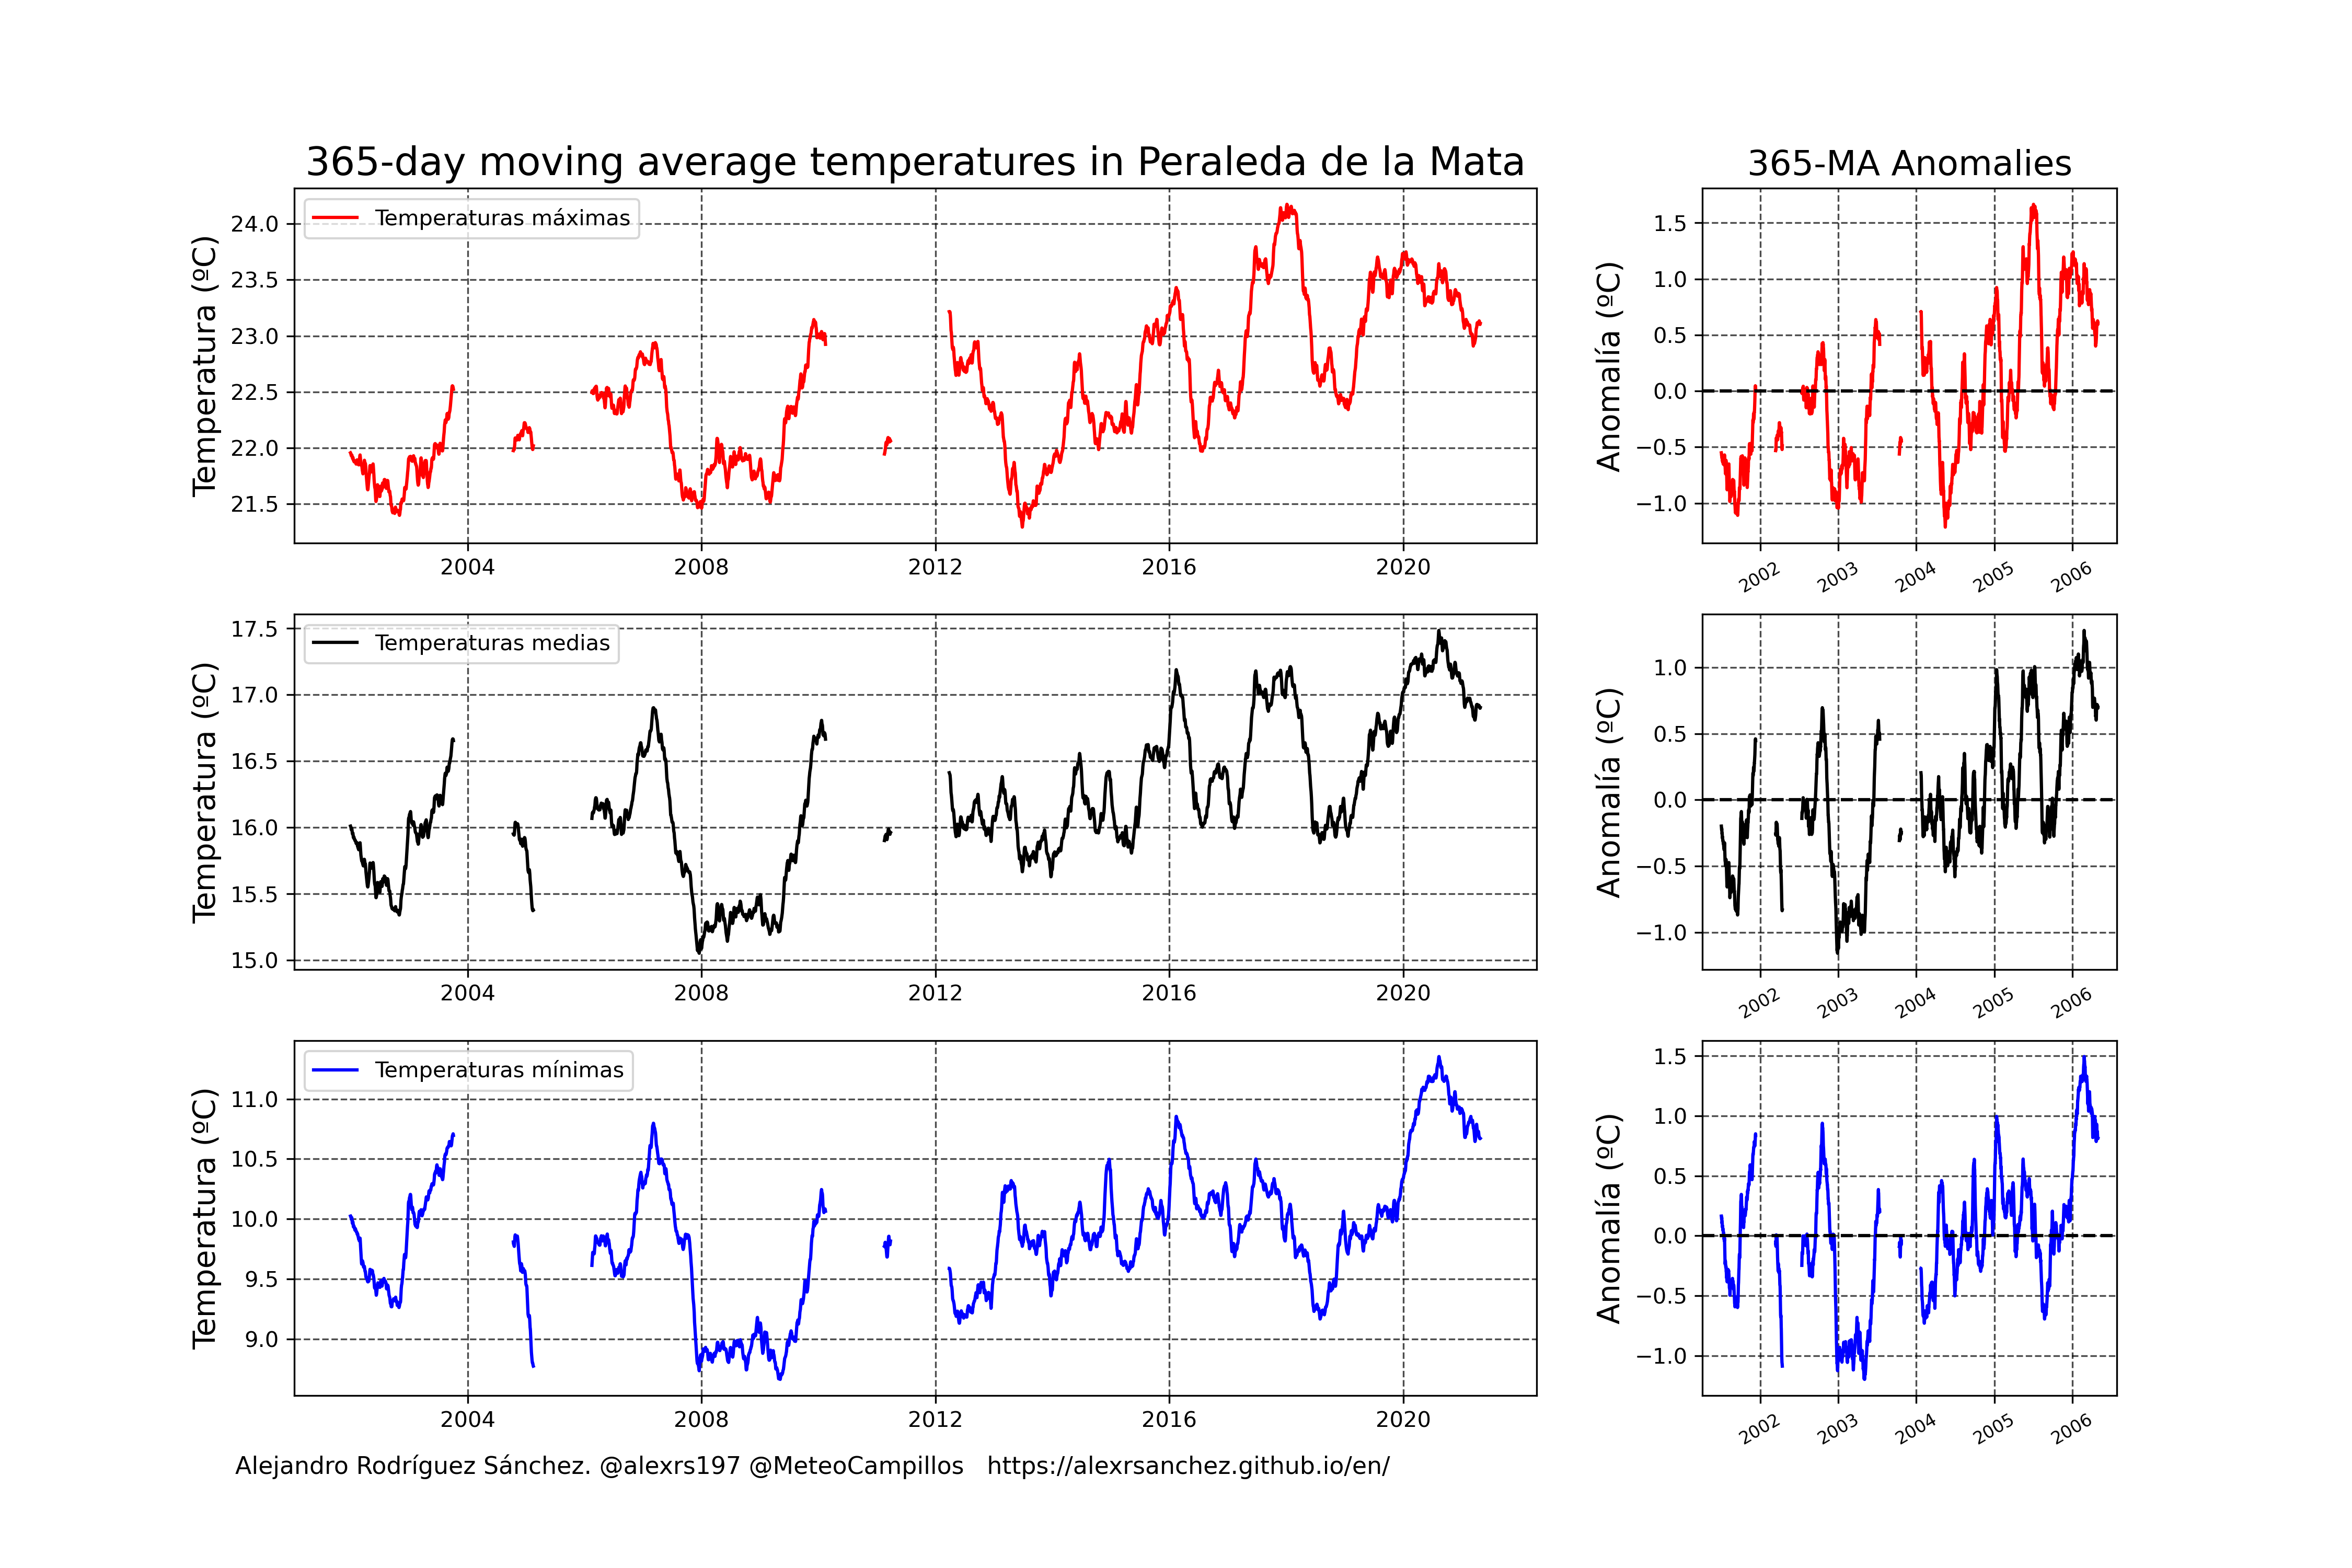 365-day moving average temperatures in Peraleda de la Mata
365-MA Anomalies
Temperatura (ºC)
24.0
23.5
23.0
22.5
22.0
21.5
Temperaturas máximas
2004 2008 2012 2016 2020
Anomalía (ºC)
1.5
1.0
0.5
0.0
−0.5
−1.0
2002 2003 2004 2005 2006
Temperatura (ºC)
17.5
17.0
16.5
16.0
15.5
15.0
Temperaturas medias
2004 2008 2012 2016 2020
Anomalía (ºC)
1.0
0.5
0.0
−0.5
−1.0
2002 2003 2004 2005 2006
Temperatura (ºC)
11.0
10.5
10.0
9.5
9.0
Temperaturas mínimas
2004 2008 2012 2016 2020
Anomalía (ºC)
1.5
1.0
0.5
0.0
−0.5
−1.0
2002 2003 2004 2005 2006
Alejandro Rodríguez Sánchez. @alexrs197 @MeteoCampillos https://alexrsanchez.github.io/en/